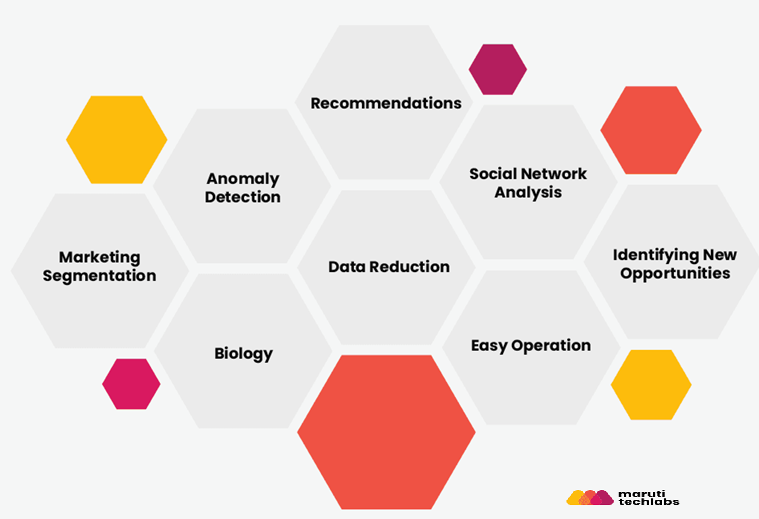 Recommendations
Anomaly
Detection
Social Network
Analysis
Marketing
Segmentation
Data Reduction
Identifying New
Opportunities
Biology
Easy Operation
maruti
techlabs